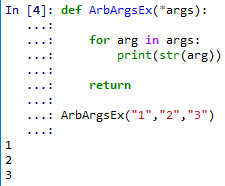 In [4]: def ArbArgsEx(*args):
   ...:
   ...:     for arg in args:
   ...:         print(str(arg))
   ...:
   ...:     return
   ...:
   ...: ArbArgsEx("1","2","3")
   ...:
1
2
3